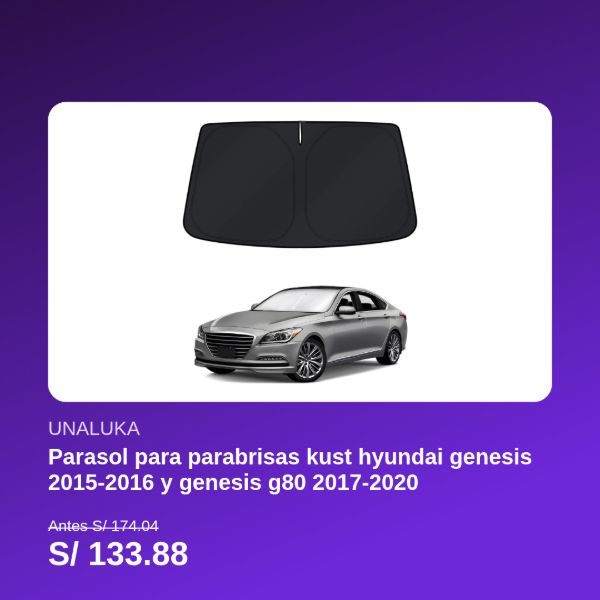 UNALUKA
Parasol para parabrisas kust hyundai genesis
2015-2016 y genesis g80 2017-2020
Antes S/ 174.04
S/ 133.88